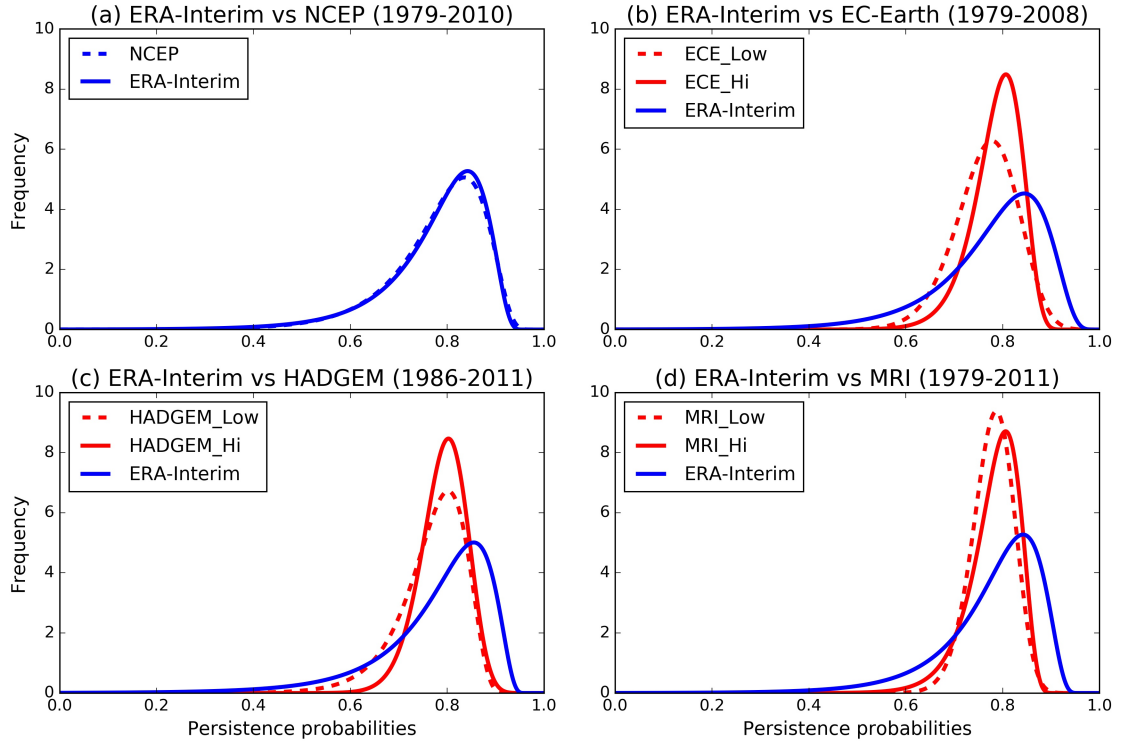 (a) ERA-Interim vs NCEP (1979-2010)
10
8
6
4
2
0
Frequency
NCEP
ERA-Interim
0.0 0.2 0.4 0.6 0.8 1.0
(b) ERA-Interim vs EC-Earth (1979-2008)
10
8
6
4
2
0
ECE_Low
ECE_Hi
ERA-Interim
0.0 0.2 0.4 0.6 0.8 1.0
(c) ERA-Interim vs HADGEM (1986-2011)
10
8
6
4
2
0
Frequency
HADGEM_Low
HADGEM_Hi
ERA-Interim
0.0 0.2 0.4 0.6 0.8 1.0
Persistence probabilities
(d) ERA-Interim vs MRI (1979-2011)
10
8
6
4
2
0
MRI_Low
MRI_Hi
ERA-Interim
0.0 0.2 0.4 0.6 0.8 1.0
Persistence probabilities